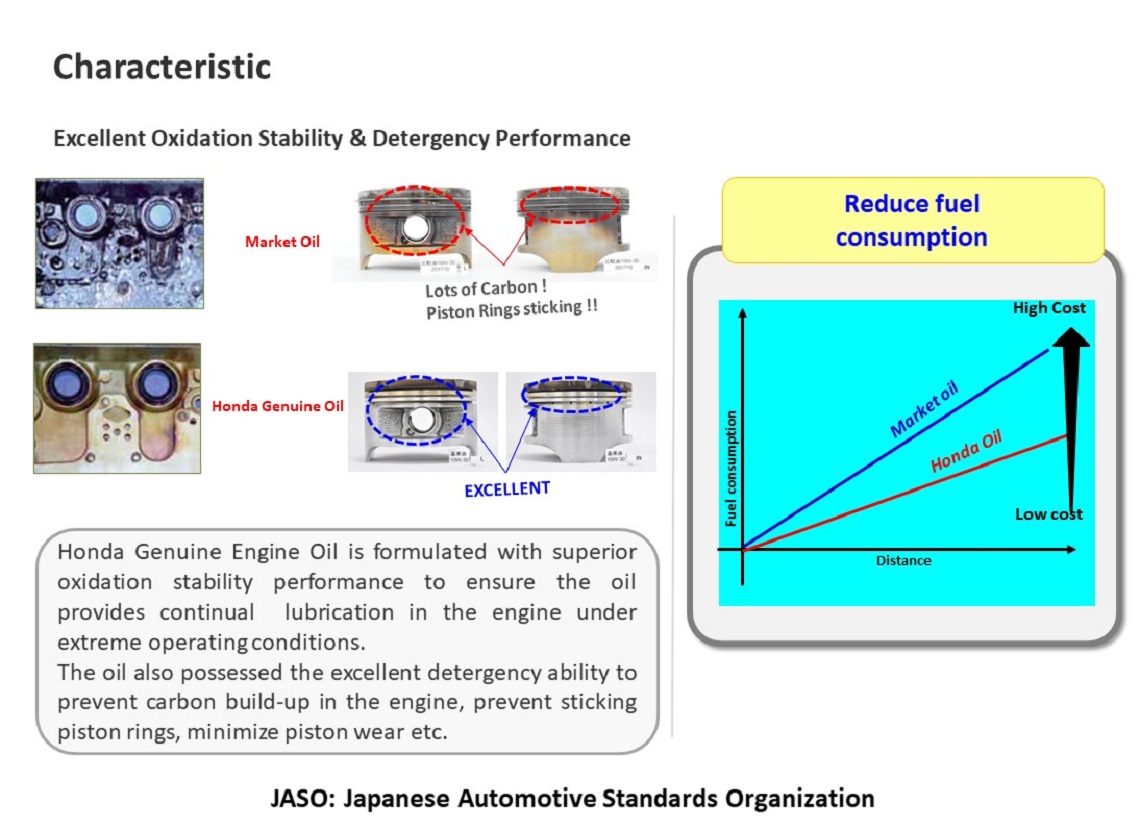 Characteristic
Excellent Oxidation Stability & Detergency Performance
Market Oil
Lots of Carbon !
Piston Rings sticking !!
Honda Genuine Oil
EXCELLENT
Honda Genuine Engine Oil is formulated with superior
oxidation stability performance to ensure the oil
provides continual lubrication in the engine under
extreme operating conditions.
The oil also possessed the excellent detergency ability to
prevent carbon build-up in the engine, prevent sticking
piston rings, minimize piston wear etc.
Reduce fuel
consumption
High Cost
Market oil
Honda Oil
Fuel consumption
Low cost
Distance
JASO: Japanese Automotive Standards Organization